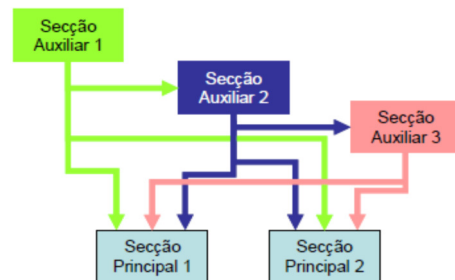 Secção
Auxiliar 1
Secção
Auxiliar 2
Secção
Auxiliar 3
Secção
Principal 1
Secção
Principal 2